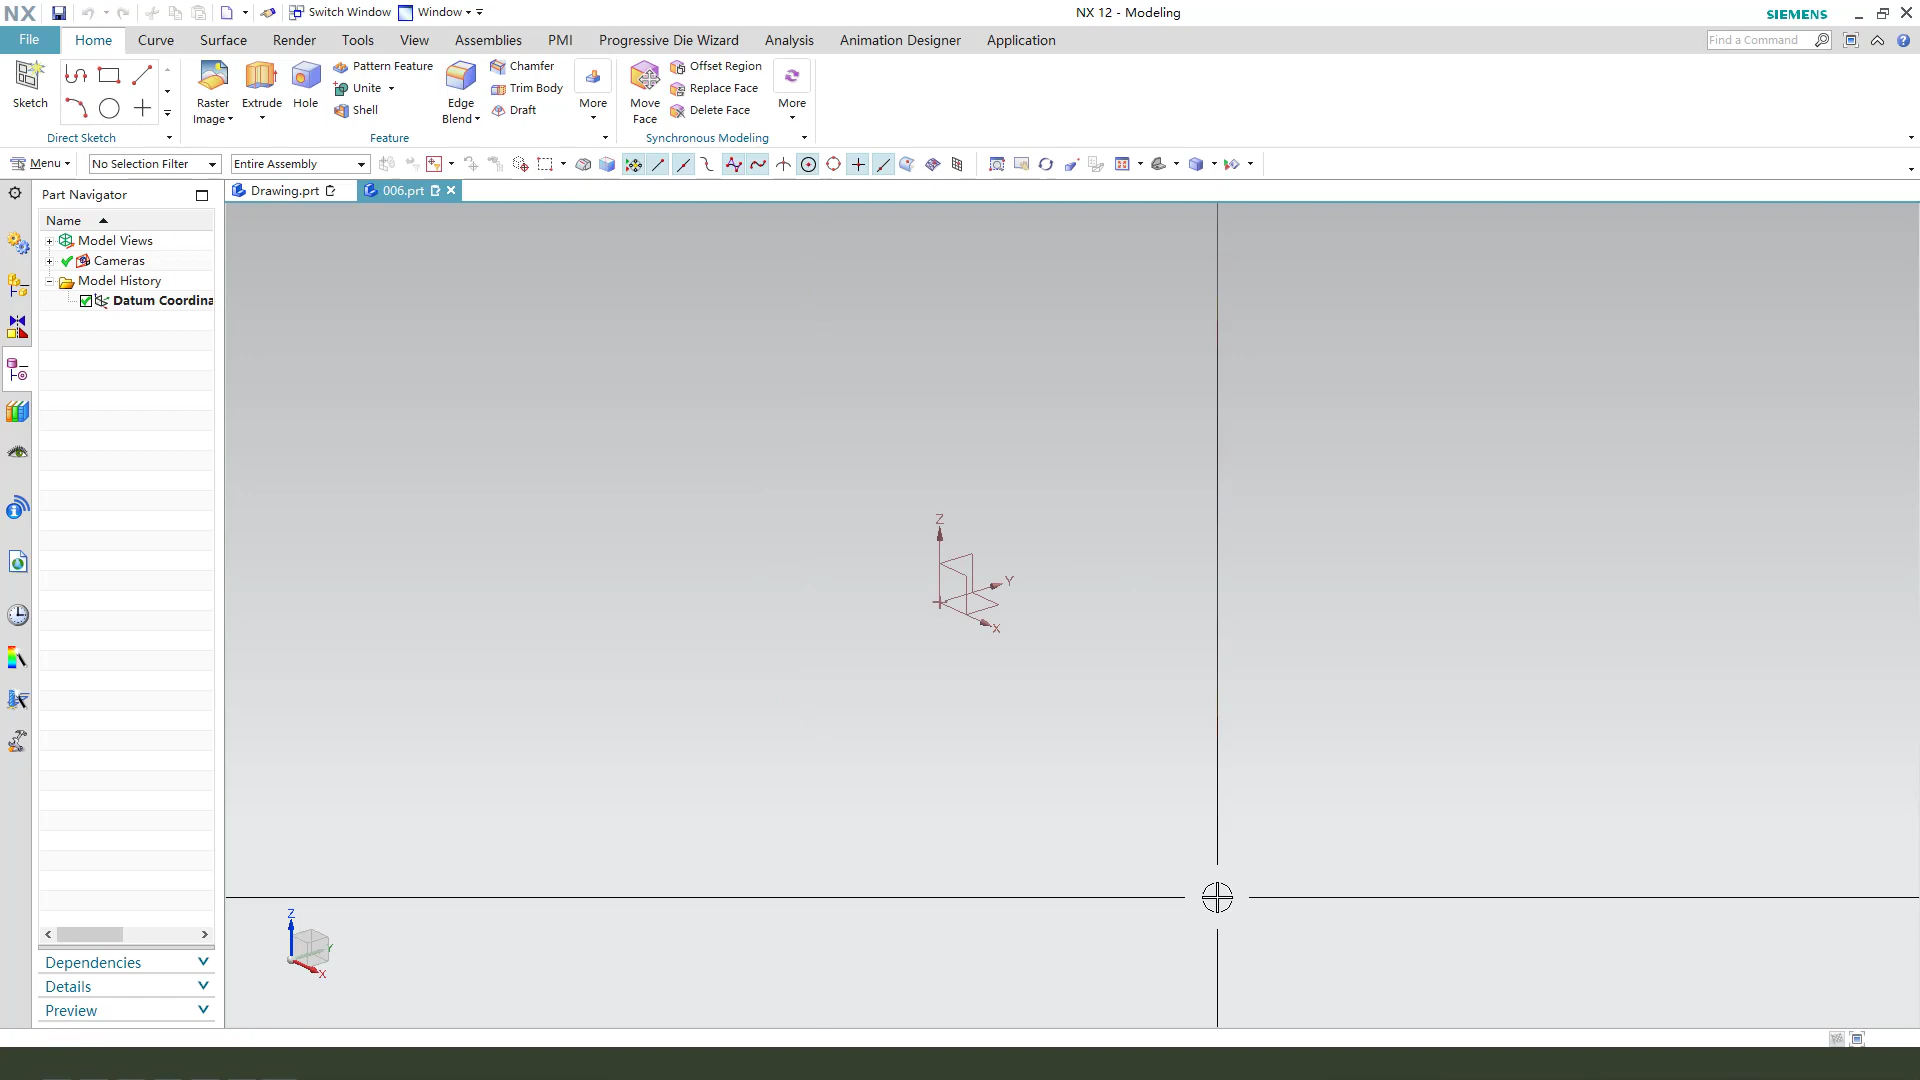 NX Switch Window Window NX 12 - Modeling SIEMENS
File Home Curve Surface Render Tools View Assemblies PMI Progressive Die Wizard Analysis Animation Designer Application Find a Command
Sketch
Direct Sketch
Raster Image
Extrude
Hole
Pattern Feature
Unite
Shell
Edge Blend
Chamfer
Trim Body
Draft
More
Feature
Move Face
Offset Region
Replace Face
Delete Face
More
Synchronous Modeling
Menu No Selection Filter Entire Assembly
Part Navigator
Drawing.prt 006.prt
Name
Model Views
Cameras
Model History
Datum Coordina
Z
Y
X
Z
Y
X
Dependencies
Details
Preview